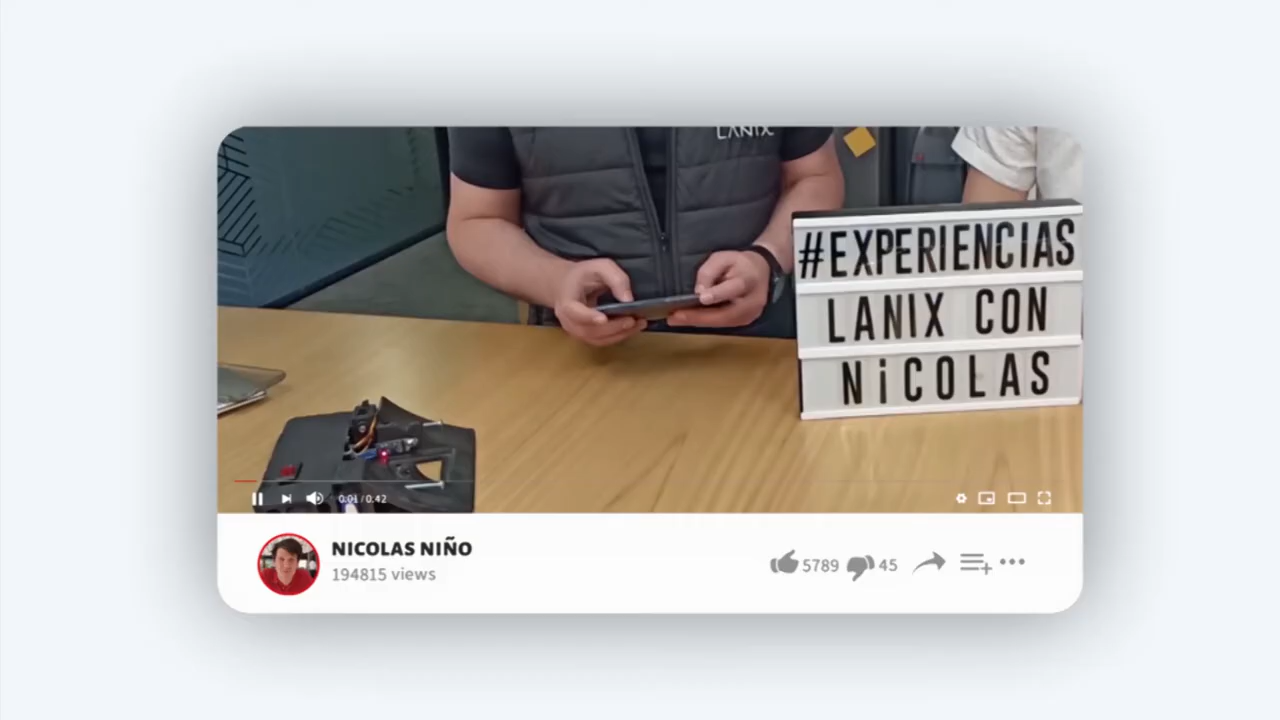 LANIX
#EXPERIENCIAS
LANIX CON
NiCOLAS
0:01 / 0:42
NICOLAS NIÑO
194815 views
5789
45